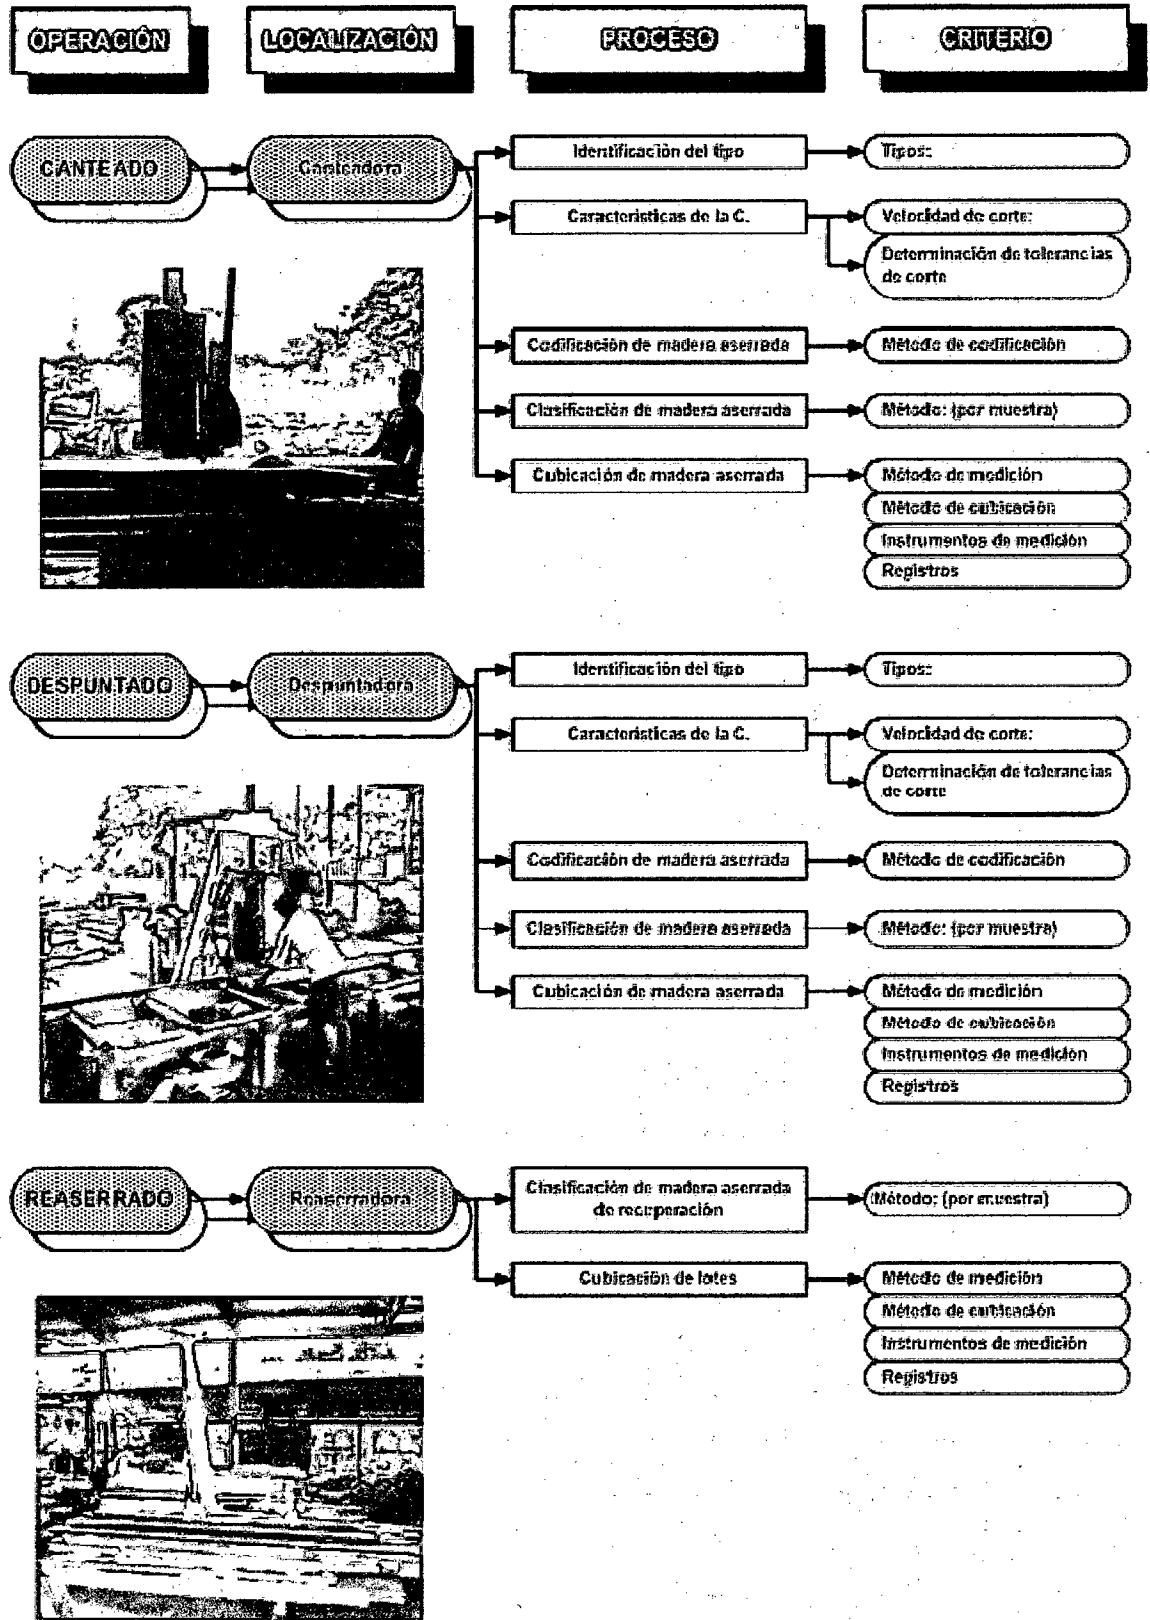 OPERACIÓN
LOCALIZACIÓN
PROCESO
CRITERIO
CANTEADO
Canteadora
Identificación del tipo
Tipos:
Características de la C.
Velocidad de corte:
Determinación de tolerancias
de corte
Codificación de madera aserrada
Método de codificación
Clasificación de madera aserrada
Método: (por muestra)
Cubicación de madera aserrada
Método de medición
Método de cubicación
Instrumentos de medición
Registros
DESPUNTADO
Despuntadora
Identificación del tipo
Tipos:
Características de la C.
Velocidad de corte:
Determinación de tolerancias
de corte
Codificación de madera aserrada
Método de codificación
Clasificación de madera aserrada
Método: (por muestra)
Cubicación de madera aserrada
Método de medición
Método de cubicación
Instrumentos de medición
Registros
REASERRADO
Reaserradora
Clasificación de madera aserrada
de recuperación
Método: (por muestra)
Cubicación de lotes
Método de medición
Método de cubicación
Instrumentos de medición
Registros